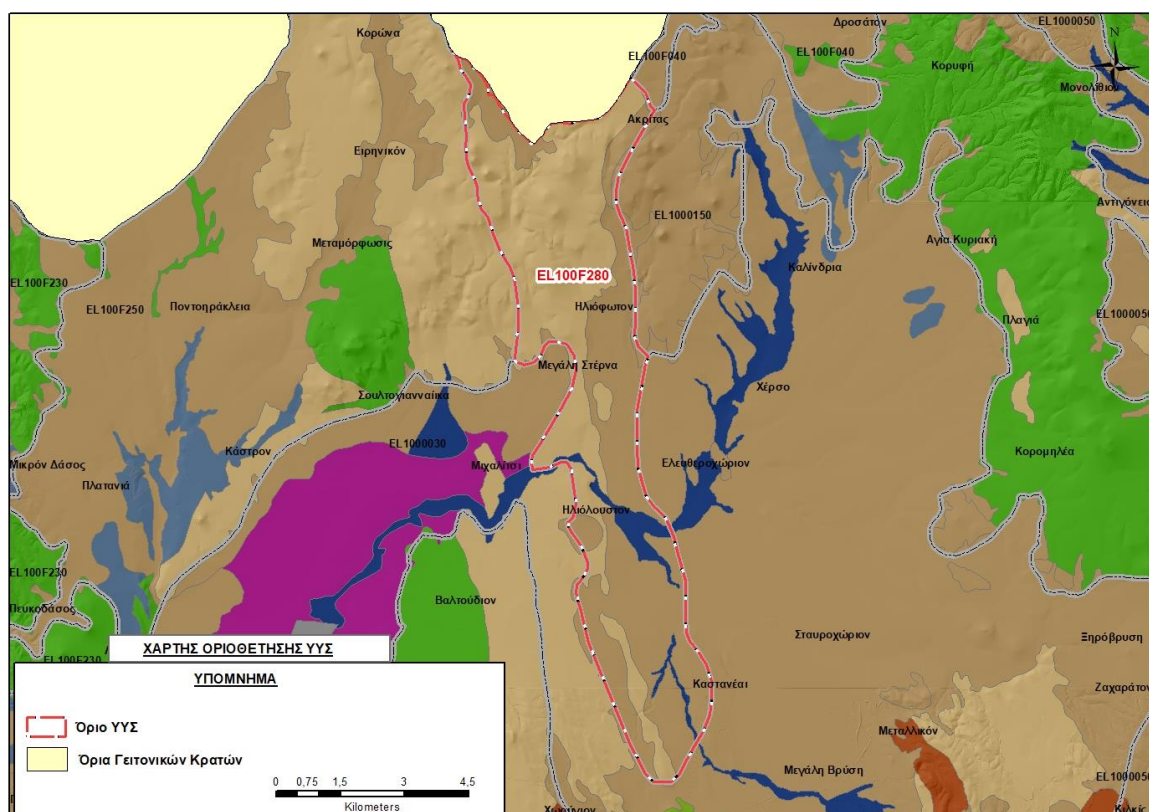 Κορώνα
Δροσάτον
EL1000050
EL100F040
EL100F040
N
Κορυφή
Μονολίθιον
Ακρίτας
Ειρηνικόν
Αντιγόνεια
EL1000150
Μεταμόρφωσις
Αγία Κυριακή
Καλίνδρια
EL100F280
EL100F230
EL100F250
Ποντοηράκλεια
Ηλιόφωτον
Πλαγιά
EL1000050
Μεγάλη Στέρνα
Χέρσο
Σουλτογιανναίικα
EL1000030
Κάστρον
Κορομηλέα
Μικρόν Δάσος
Πλατανιά
Μιχαλίτσι
Ελευθεροχώριον
Ηλιόλουστον
EL100F230
Πευκοδάσος
Βαλτούδιον
Σταυροχώριον
Ξηρόβρυση
EL100F230
ΧΑΡΤΗΣ ΟΡΙΟΘΕΤΗΣΗΣ ΥΥΣ
ΥΠΟΜΝΗΜΑ
Καστανέαι
Ζαχαράτον
Όριο ΥΥΣ
Μεταλλικόν
Όρια Γειτονικών Κρατών
Μεγάλη Βρύση
EL1000050
0 0,75 1,5 3 4,5
Kilometers
Κιλκίς